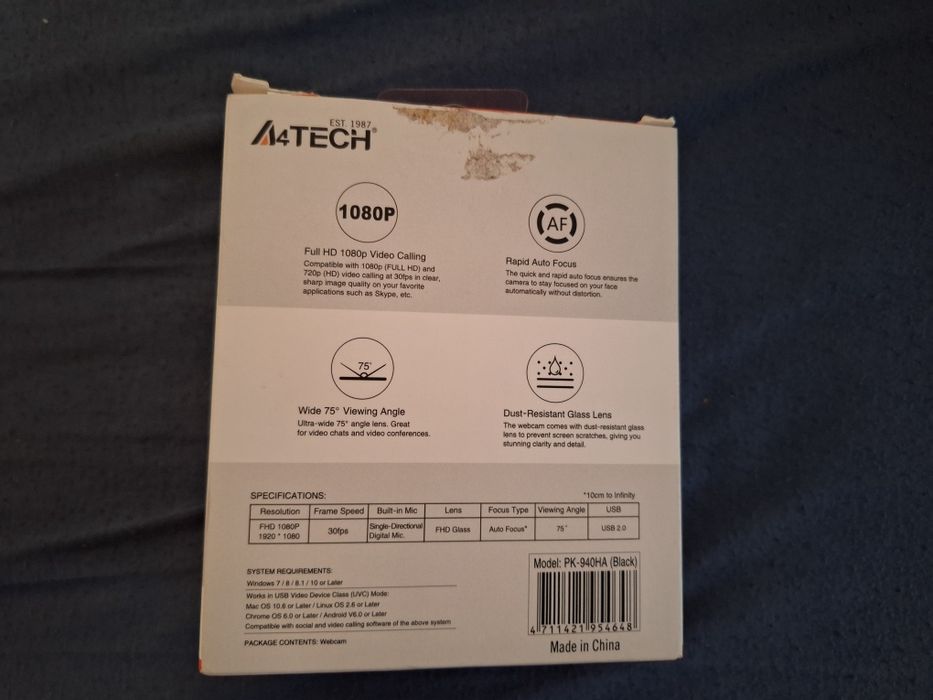 EST. 1987
A4TECH®
1080P
Full HD 1080p Video Calling
Compatible with 1080p (FULL HD) and
720p (HD) video calling at 30fps in clear,
sharp image quality on your favorite
applications such as Skype, etc.
AF
Rapid Auto Focus
The quick and rapid auto focus ensures the
camera to stay focused on your face
automatically without distortion.
75°
Wide 75° Viewing Angle
Ultra-wide 75° angle lens. Great
for video chats and video conferences.
Dust-Resistant Glass Lens
The webcam comes with dust-resistant glass
lens to prevent screen scratches, giving you
stunning clarity and detail.
SPECIFICATIONS: *10cm to Infinity
Resolution Frame Speed Built-in Mic Lens Focus Type Viewing Angle USB
FHD 1080P
1920 * 1080 30fps Single-Directional
Digital Mic. FHD Glass Auto Focus* 75° USB 2.0
SYSTEM REQUIREMENTS:
Windows 7 / 8 / 8.1 / 10 or Later
Works in USB Video Device Class (UVC) Mode:
Mac OS 10.6 or Later / Linux OS 2.6 or Later
Chrome OS 6.0 or Later / Android V6.0 or Later
Compatible with social and video calling software of the above system
PACKAGE CONTENTS: Webcam
Model: PK-940HA (Black)
4 711421 954648
Made in China